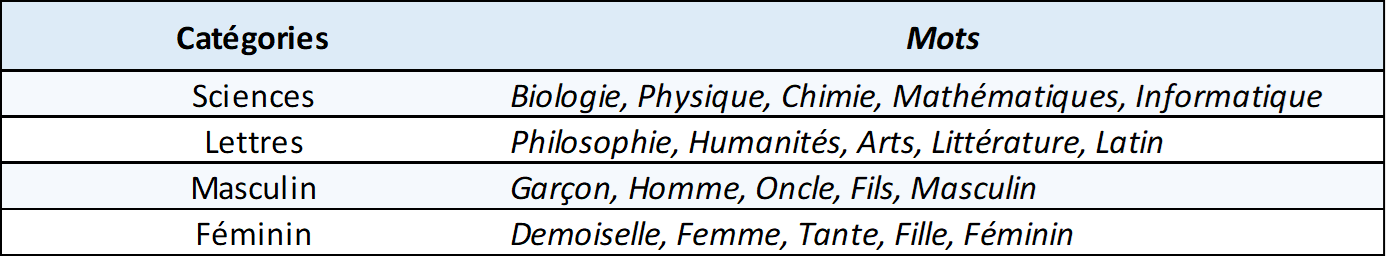 Catégories Mots
Sciences Biologie, Physique, Chimie, Mathématiques, Informatique
Lettres Philosophie, Humanités, Arts, Littérature, Latin
Masculin Garçon, Homme, Oncle, Fils, Masculin
Féminin Demoiselle, Femme, Tante, Fille, Féminin